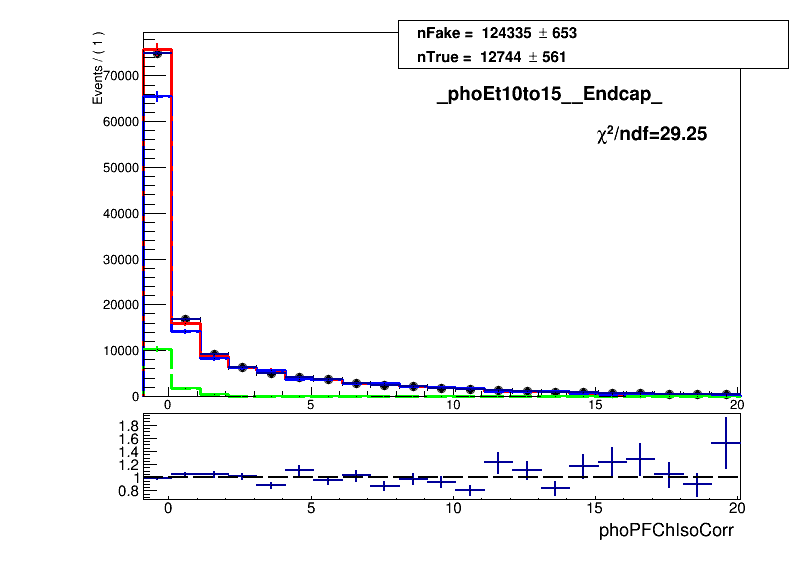 nFake = 124335 ± 653
nTrue = 12744 ± 561
_phoEt10to15__Endcap_
χ²/ndf=29.25
Events / ( 1 )
70000
60000
50000
40000
30000
20000
10000
0
0 5 10 15 20
1.8
1.6
1.4
1.2
1
0.8
0 5 10 15 20
phoPFChIsoCorr